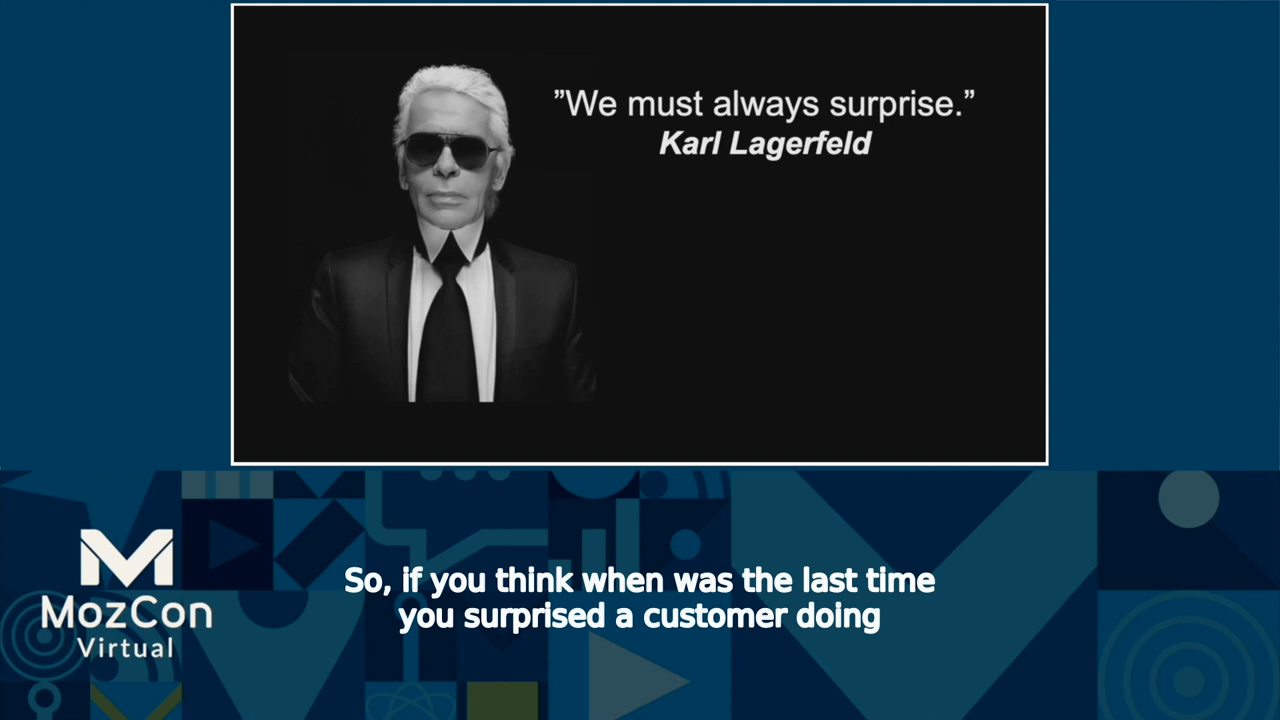 ”We must always surprise.”
Karl Lagerfeld
MozCon
Virtual
So, if you think when was the last time
you surprised a customer doing